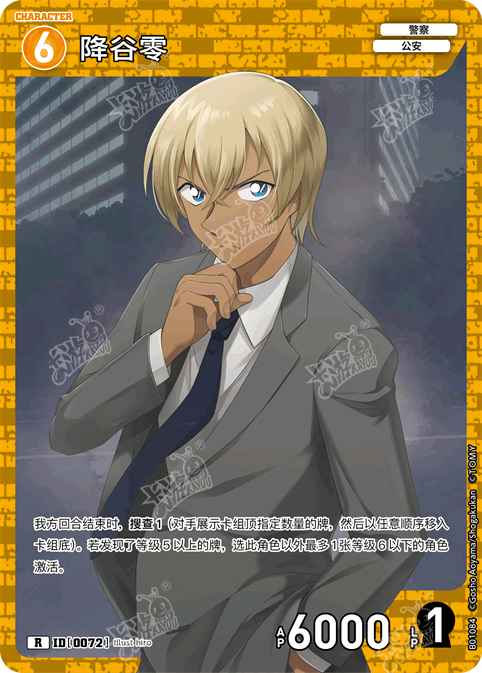 CHARACTER
6
降谷零
警察
公安
我方回合结束时，搜查1（对手展示卡组顶指定数量的牌，然后以任意顺序移入
卡组底）。若发现了等级5以上的牌，选此角色以外最多1张等级6以下的角色
激活。
R ID[0072] illust hiro
AP 6000 LP 1
B01084 ©Gosho Aoyama/Shogakukan ©TOMY